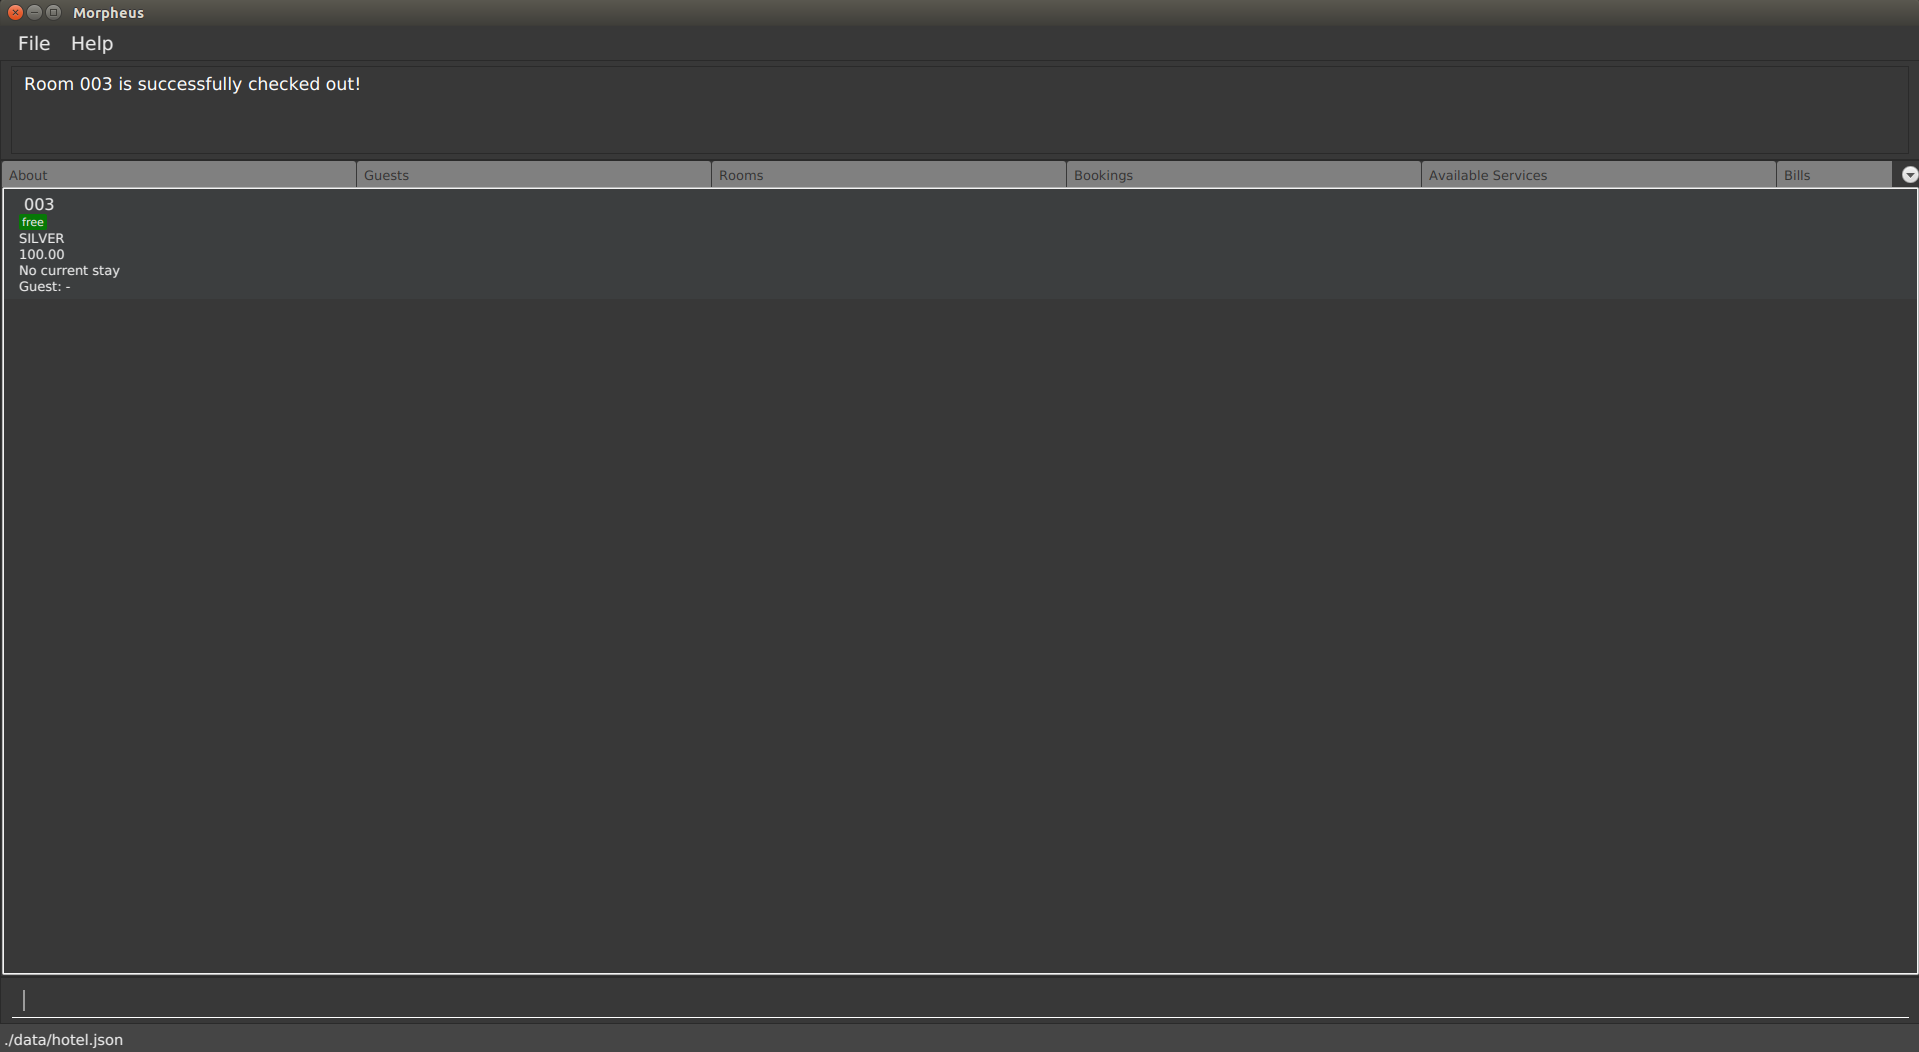 Morpheus
File Help
Room 003 is successfully checked out!
About Guests Rooms Bookings Available Services Bills
003
free
SILVER
100.00
No current stay
Guest: -
./data/hotel.json